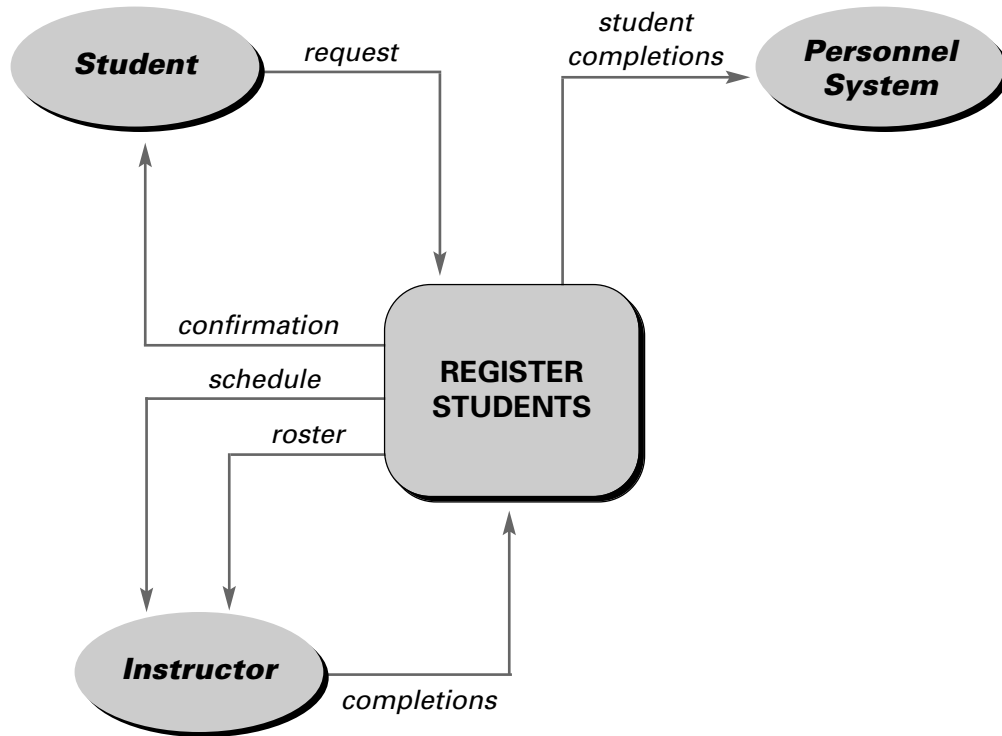 Student
request
student
completions
Personnel
System
confirmation
schedule
roster
REGISTER
STUDENTS
Instructor
completions